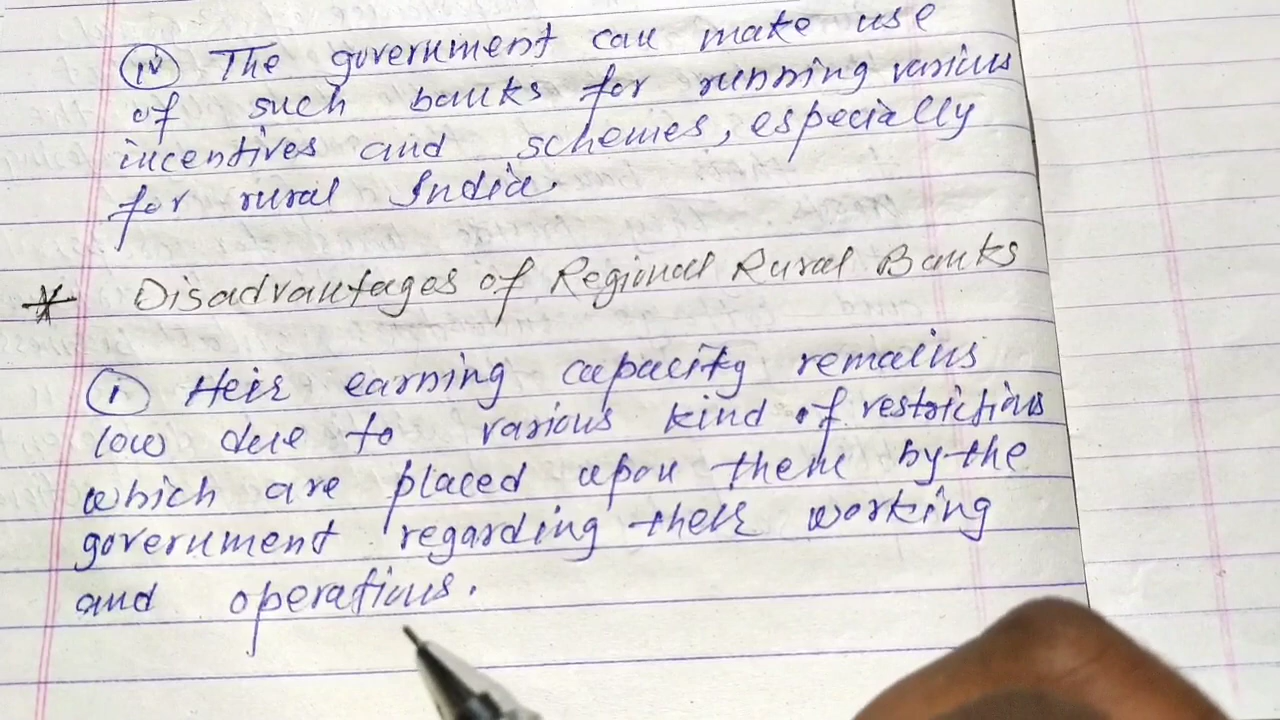 (iv) The government can make use
of such banks for running various
incentives and schemes, especially
for rural India.
* Disadvantages of Regional Rural Banks
(i) Heir earning capacity remains
low due to various kind of restrictions
which are placed upon them by the
government regarding their working
and operations.